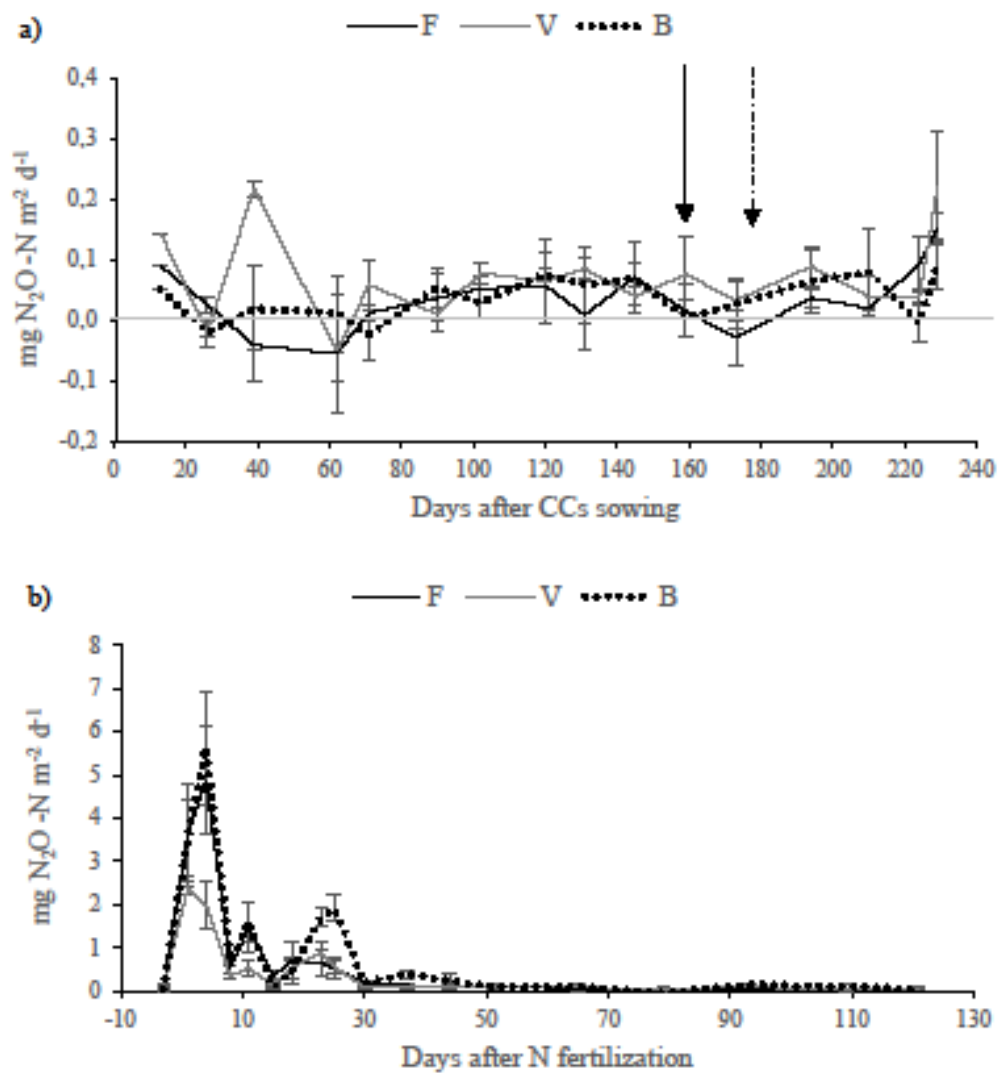 a)
F V B
0,4
0,3
0,2
0,1
0,0
-0,1
-0,2
mg N₂O -N m⁻² d⁻¹
0 20 40 60 80 100 120 140 160 180 200 220 240
Days after CCs sowing
b)
F V B
8
7
6
5
4
3
2
1
0
mg N₂O -N m⁻² d⁻¹
-10 10 30 50 70 90 110 130
Days after N fertilization